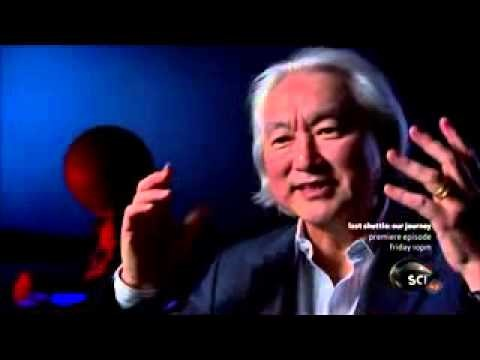 last shuttle: our journey
premiere episode
friday 10pm
SCI